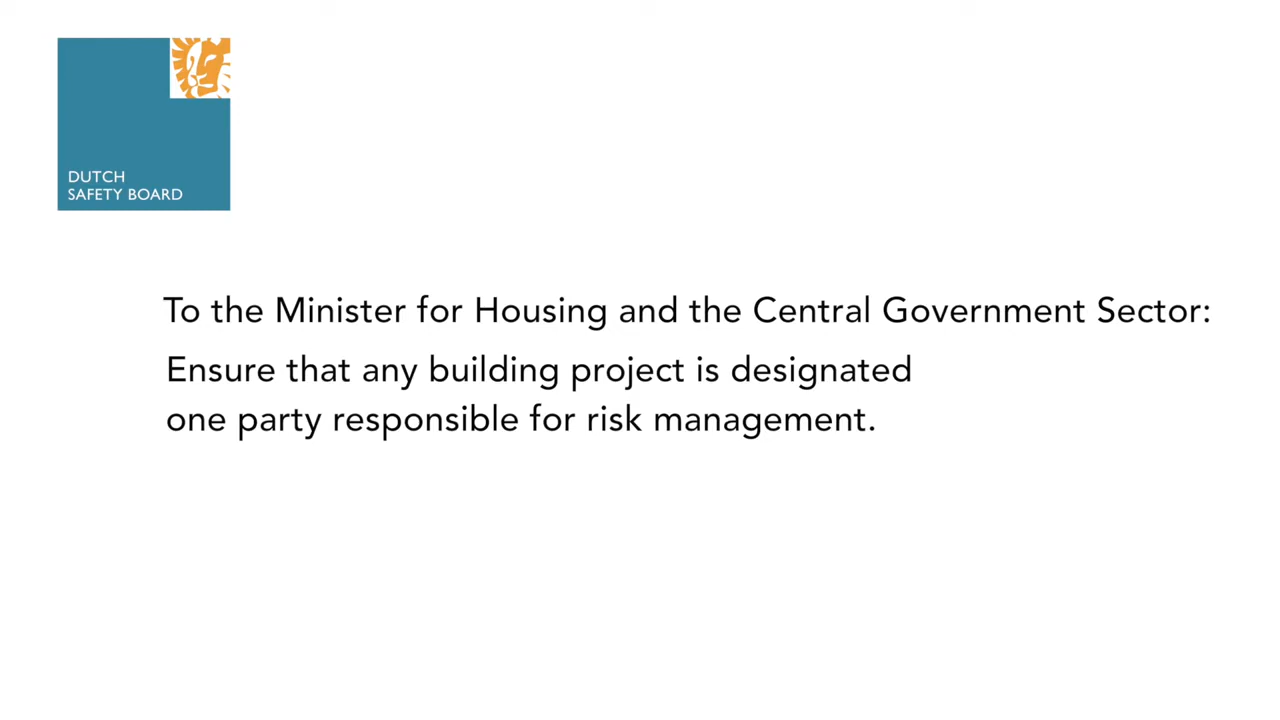 DUTCH
SAFETY BOARD
To the Minister for Housing and the Central Government Sector:
Ensure that any building project is designated
one party responsible for risk management.